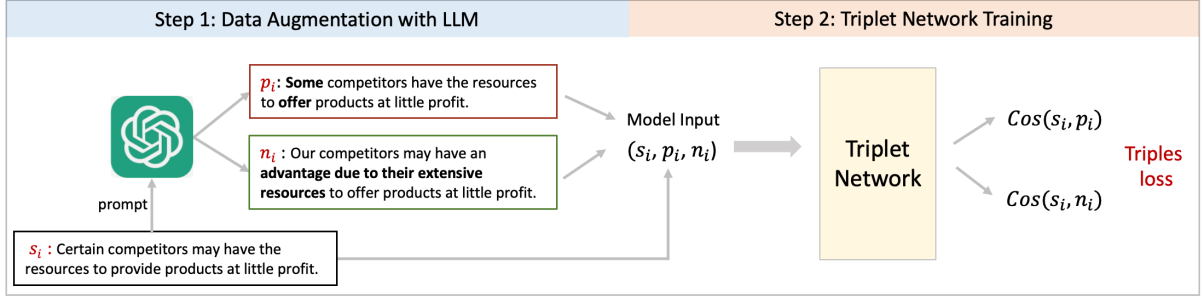 Step 1: Data Augmentation with LLM
Step 2: Triplet Network Training
pᵢ: Some competitors have the resources
to offer products at little profit.
nᵢ : Our competitors may have an
advantage due to their extensive
resources to offer products at little profit.
prompt
sᵢ : Certain competitors may have the
resources to provide products at little profit.
Model Input
(sᵢ, pᵢ, nᵢ)
Triplet
Network
Cos(sᵢ, pᵢ)
Cos(sᵢ, nᵢ)
Triples
loss